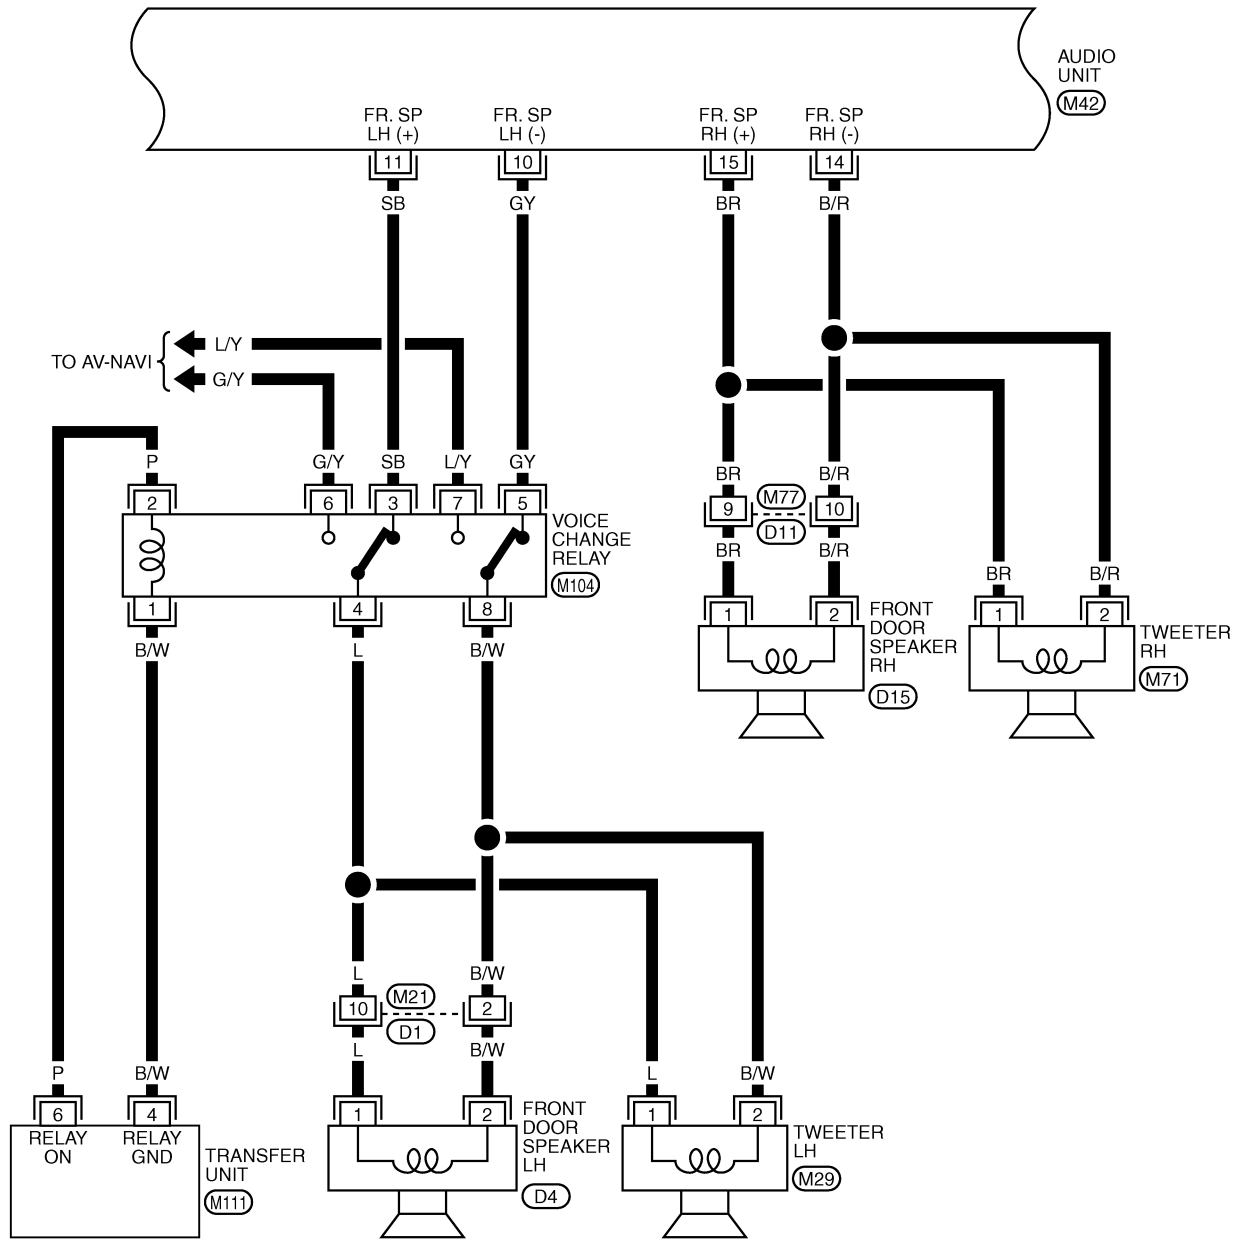 AUDIO
UNIT
M42
FR. SP
LH (+)
FR. SP
LH (-)
FR. SP
RH (+)
FR. SP
RH (-)
11
10
15
14
SB
GY
BR
B/R
TO AV-NAVI
L/Y
G/Y
P
G/Y
SB
L/Y
GY
BR
B/R
2
6
3
7
5
VOICE
CHANGE
RELAY
M104
9
M77
D11
10
BR
B/R
BR
B/R
1
4
8
B/W
L
B/W
1
2
FRONT
DOOR
SPEAKER
RH
D15
1
2
TWEETER
RH
M71
L
B/W
10
M21
D1
2
L
B/W
P
B/W
L
B/W
6
4
RELAY
ON
RELAY
GND
TRANSFER
UNIT
M111
1
2
FRONT
DOOR
SPEAKER
LH
D4
1
2
TWEETER
LH
M29